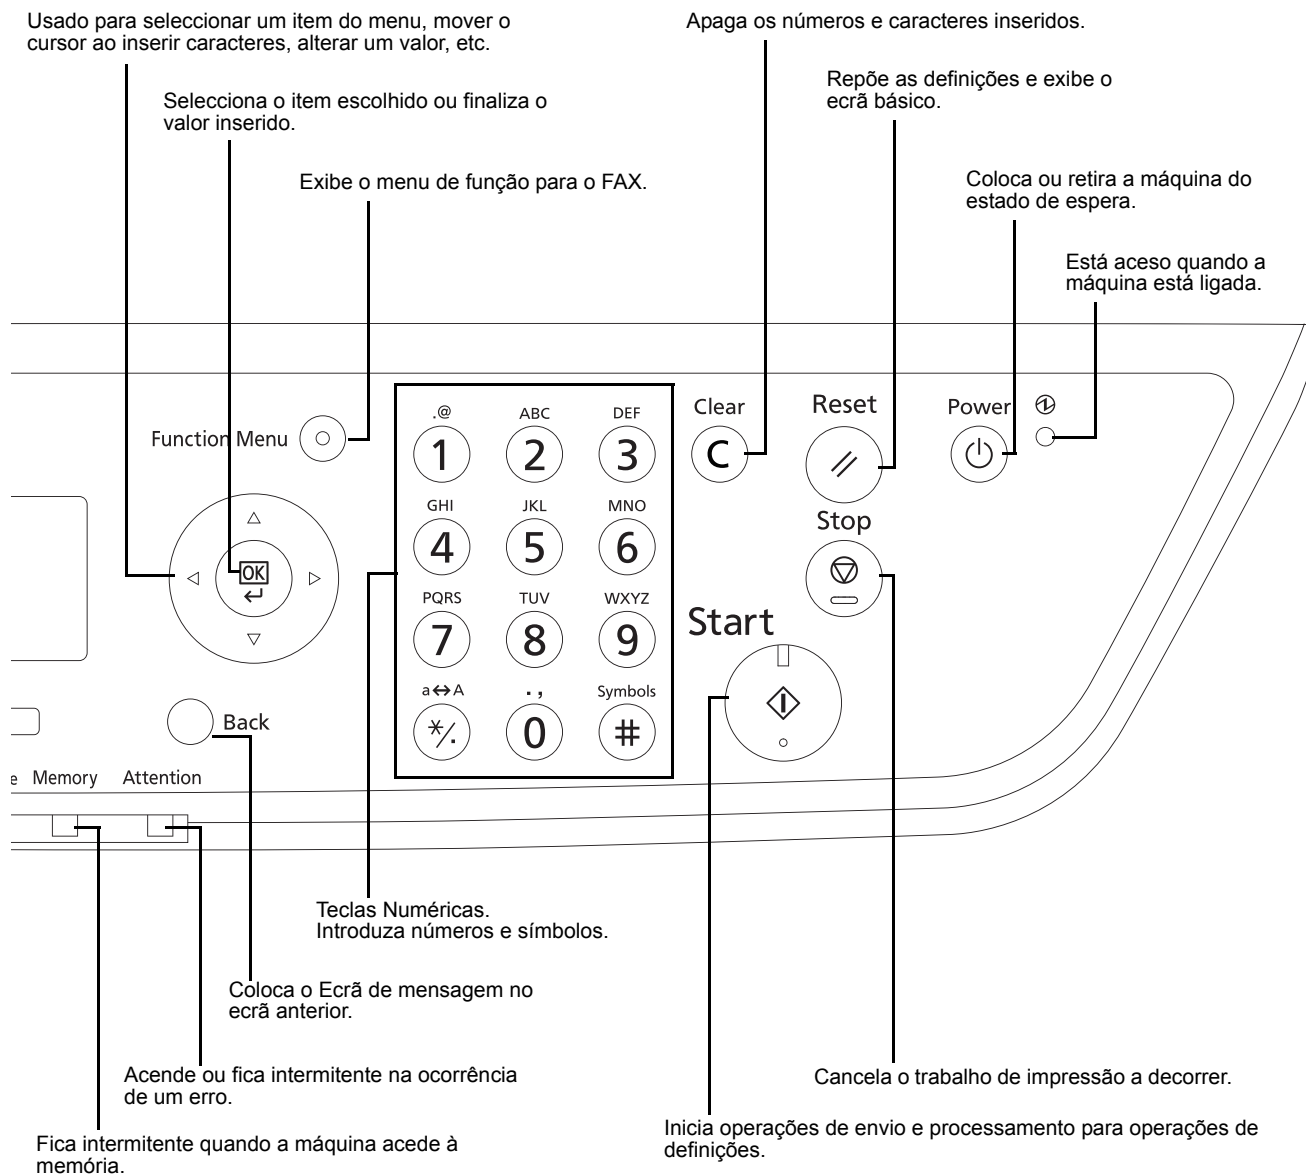 Usado para seleccionar um item do menu, mover o
cursor ao inserir caracteres, alterar um valor, etc.
Apaga os números e caracteres inseridos.
Selecciona o item escolhido ou finaliza o
valor inserido.
Repõe as definições e exibe o
ecrã básico.
Exibe o menu de função para o FAX.
Coloca ou retira a máquina do
estado de espera.
Está aceso quando a
máquina está ligada.
Function Menu
.@ ABC DEF
1 2 3
GHI JKL MNO
4 5 6
PQRS TUV WXYZ
7 8 9
a↔A . , Symbols
*/. 0 #
Clear
C
Reset
Power
Stop
OK
Start
Back
e Memory Attention
Teclas Numéricas.
Introduza números e símbolos.
Coloca o Ecrã de mensagem no
ecrã anterior.
Acende ou fica intermitente na ocorrência
de um erro.
Cancela o trabalho de impressão a decorrer.
Fica intermitente quando a máquina acede à
memória.
Inicia operações de envio e processamento para operações de
definições.